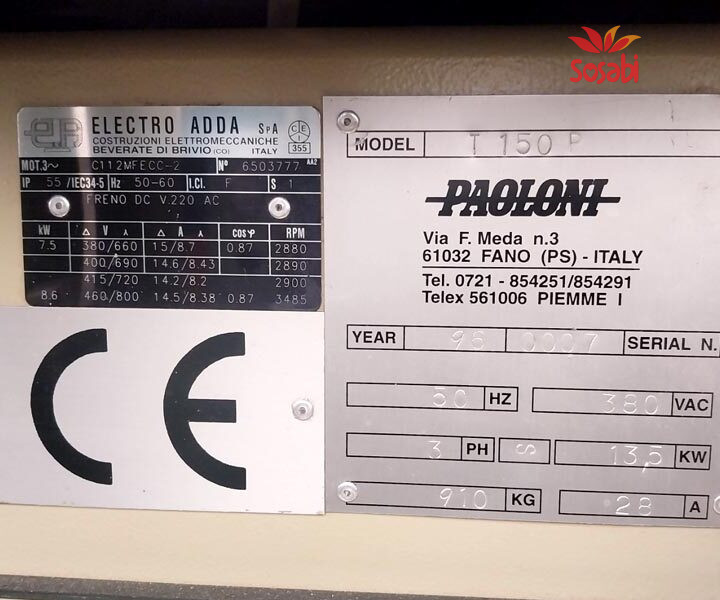 Sosabi
ELECTRO ADDA SpA
COSTRUZIONI ELETTROMECCANICHE
BEVERATE DI BRIVIO (CO) ITALY
CEI
355
MOT.3~ C112MFECC-2 N° 6503777 AA2
IP 55 /IEC34-5 Hz 50-60 I.CI. F S 1
FRENO DC V.220 AC
kW Δ V Y Δ A Y COSφ RPM
7.5 380/660 15/8.7 0.87 2880
400/690 14.6/8.43 2890
415/720 14.2/8.2 2900
8.6 460/800 14.5/8.38 0.87 3485
CE
MODEL T 150 P
PAOLONI
Via F. Meda n.3
61032 FANO (PS) - ITALY
Tel. 0721 - 854251/854291
Telex 561006 PIEMME I
YEAR 95 0007 SERIAL N.
50 HZ 380 VAC
3 PH S 13,5 KW
910 KG 28 A